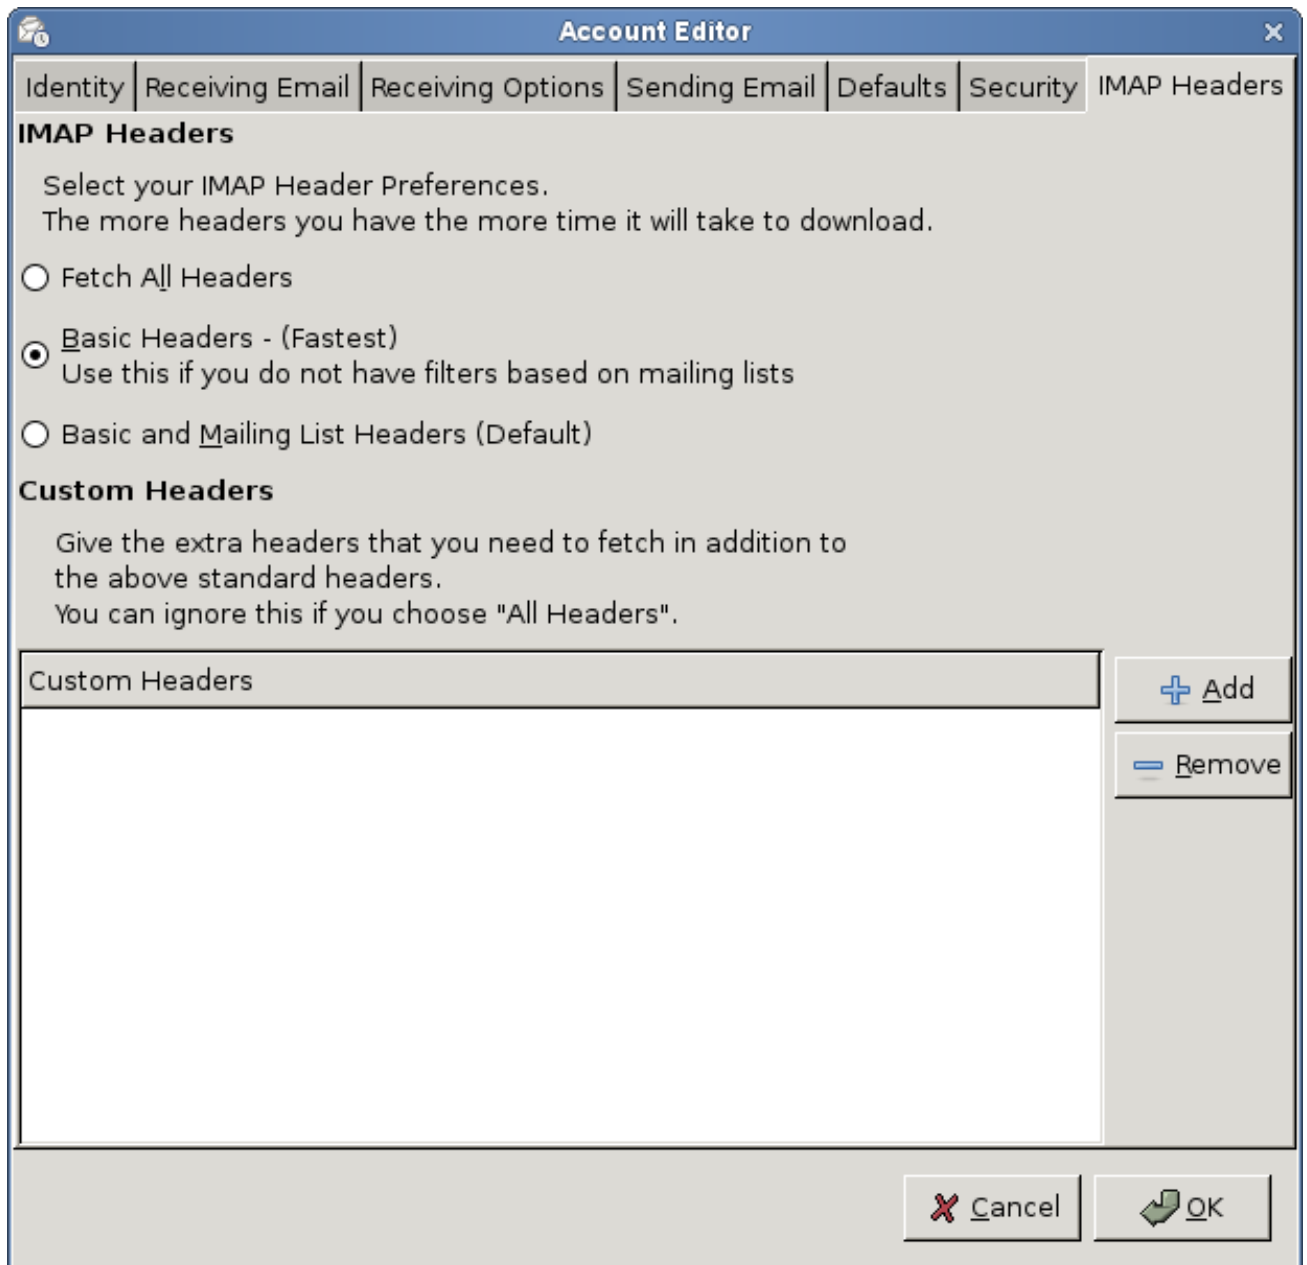 Account Editor
Identity Receiving Email Receiving Options Sending Email Defaults Security IMAP Headers
IMAP Headers
Select your IMAP Header Preferences.
The more headers you have the more time it will take to download.
Fetch All Headers
Basic Headers - (Fastest)
Use this if you do not have filters based on mailing lists
Basic and Mailing List Headers (Default)
Custom Headers
Give the extra headers that you need to fetch in addition to
the above standard headers.
You can ignore this if you choose "All Headers".
Custom Headers
Add
Remove
Cancel OK